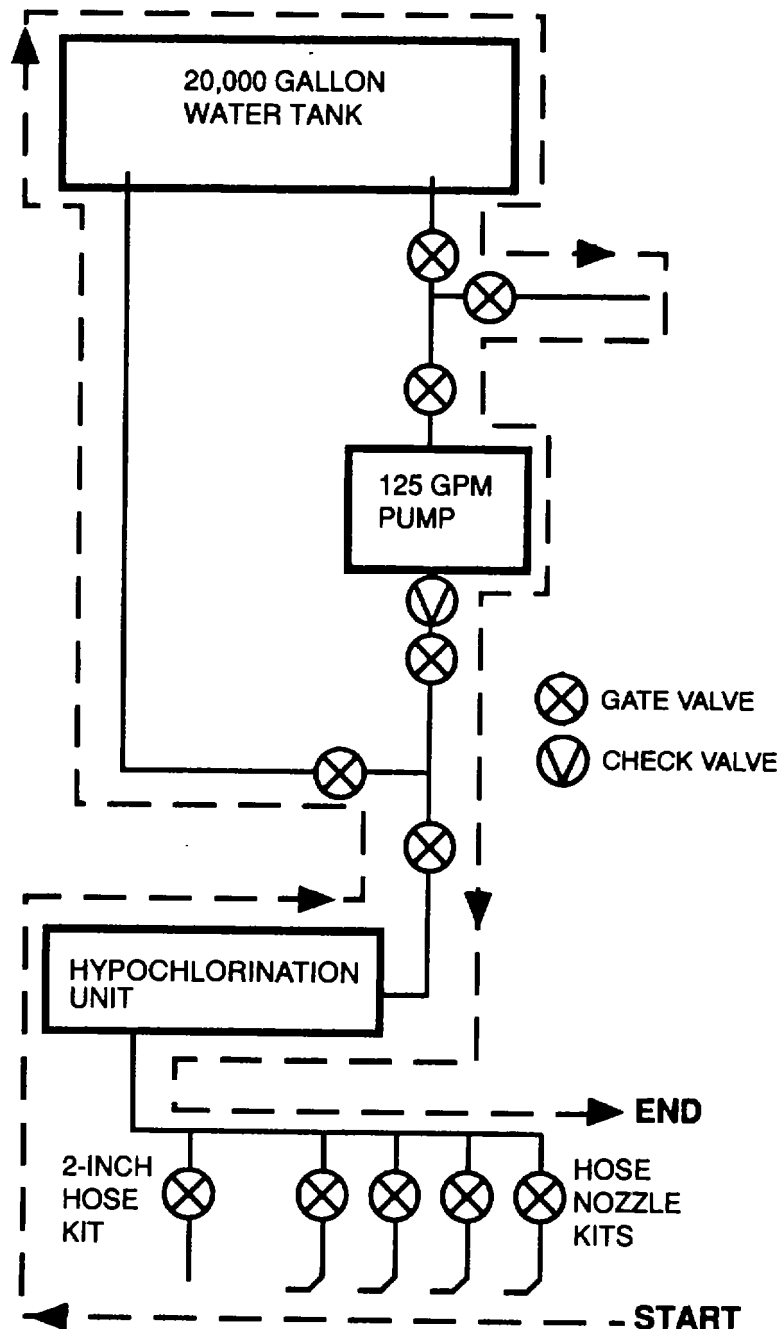 20,000 GALLON
WATER TANK
125 GPM
PUMP
GATE VALVE
CHECK VALVE
HYPOCHLORINATION
UNIT
END
2-INCH
HOSE
KIT
HOSE
NOZZLE
KITS
START